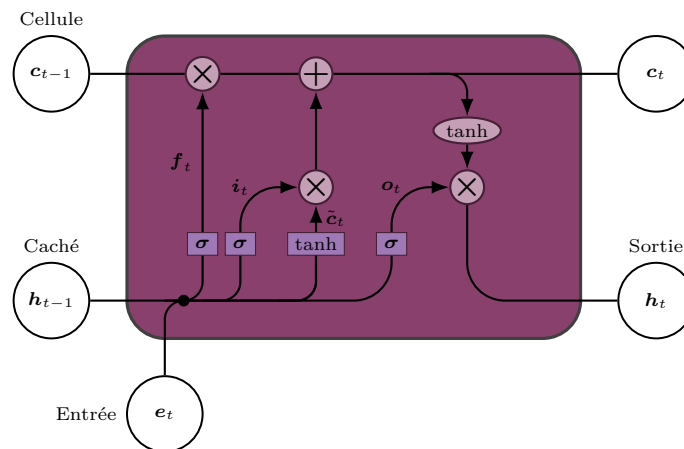 Cellule
c_{t−1}
×
+
c_t
tanh
f_t
i_t
×
o_t
×
c̃_t
σ
σ
tanh
σ
Caché
h_{t−1}
Sortie
h_t
Entrée
e_t